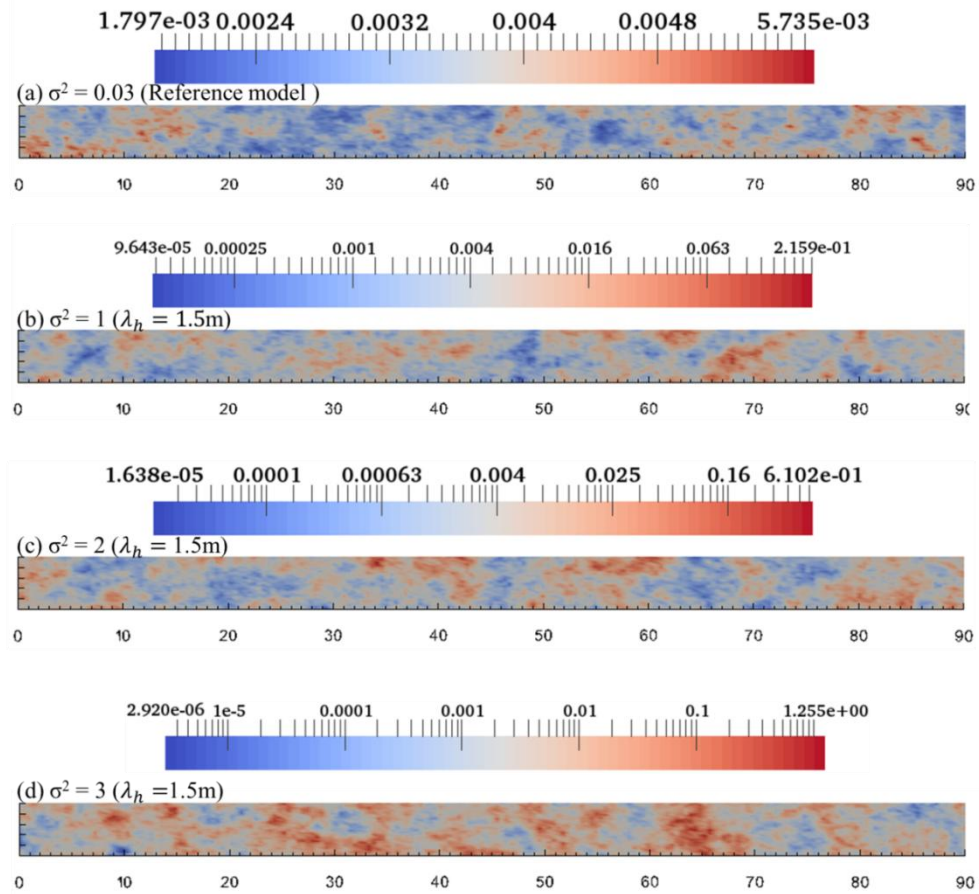 1.797e-03 0.0024 0.0032 0.004 0.0048 5.735e-03
(a) σ² = 0.03 (Reference model )
0 10 20 30 40 50 60 70 80 90
9.643e-05 0.00025 0.001 0.004 0.016 0.063 2.159e-01
(b) σ² = 1 (λₕ = 1.5m)
0 10 20 30 40 50 60 70 80 90
1.638e-05 0.0001 0.00063 0.004 0.025 0.16 6.102e-01
(c) σ² = 2 (λₕ = 1.5m)
0 10 20 30 40 50 60 70 80 90
2.920e-06 1e-5 0.0001 0.001 0.01 0.1 1.255e+00
(d) σ² = 3 (λₕ =1.5m)
0 10 20 30 40 50 60 70 80 90